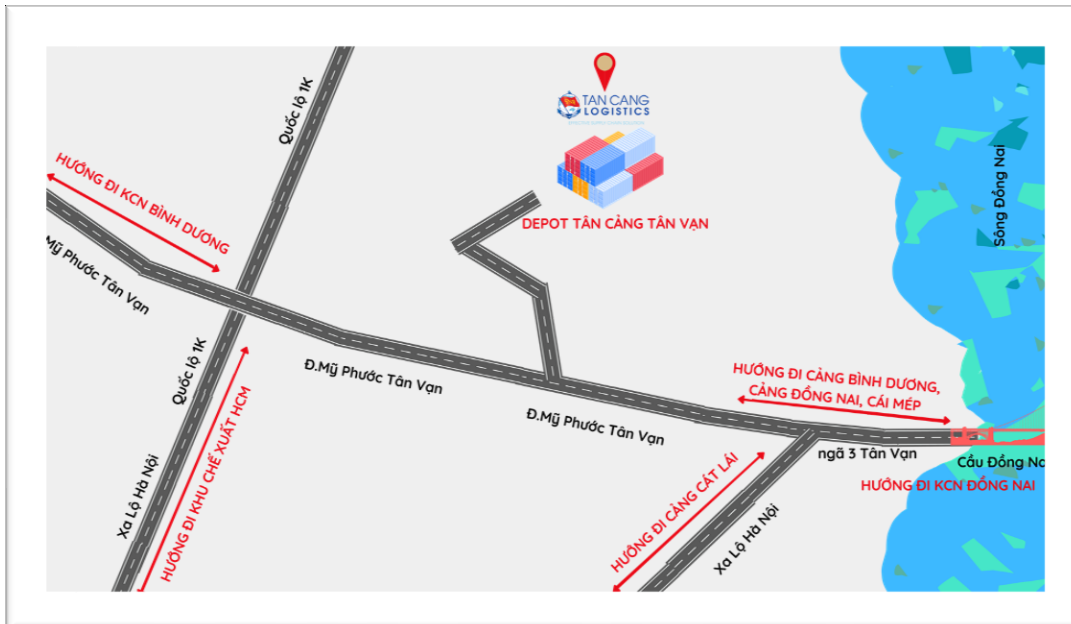 Quốc lộ 1K
TAN CANG
LOGISTICS
HƯỚNG ĐI KCN BÌNH DƯƠNG
DEPOT TÂN CẢNG TÂN VẠN
Sông Đồng Nai
Mỹ Phước Tân Vạn
Quốc lộ 1K
Đ.Mỹ Phước Tân Vạn
HƯỚNG ĐI CẢNG BÌNH DƯƠNG,
CẢNG ĐỒNG NAI, CÁI MÉP
Đ.Mỹ Phước Tân Vạn
ngã 3 Tân Vạn
Cầu Đồng Na
HƯỚNG ĐI KCN ĐỒNG NAI
Xa Lộ Hà Nội
HƯỚNG ĐI KHU CHẾ XUẤT HCM
HƯỚNG ĐI CẢNG CÁT LÁI
Xa Lộ Hà Nội